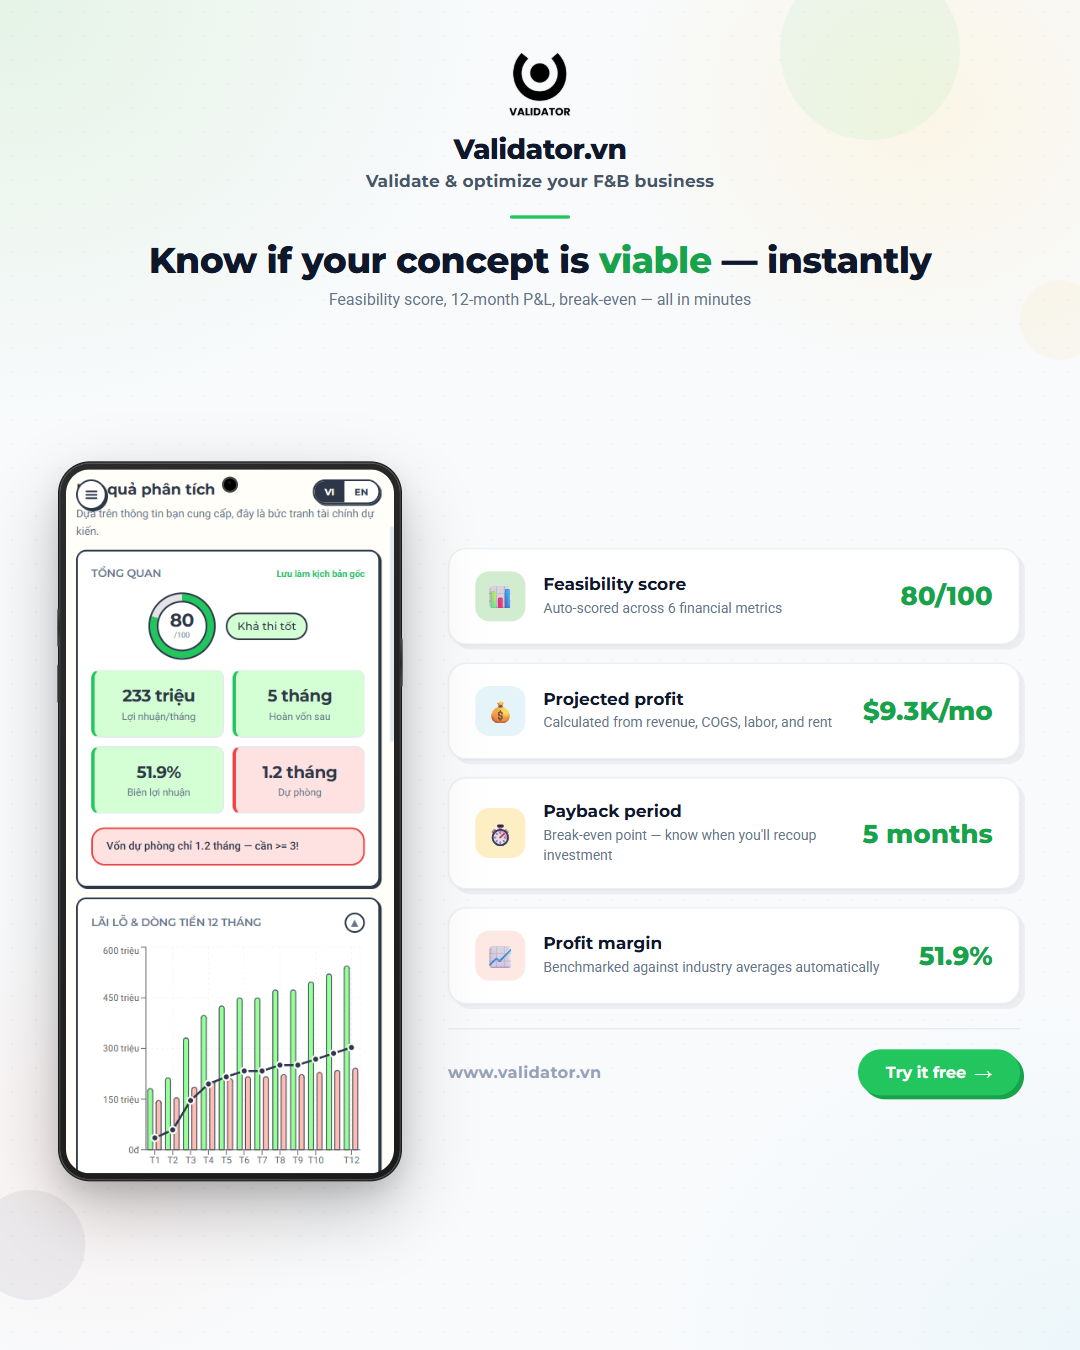 VALIDATOR
Validator.vn
Validate & optimize your F&B business
Know if your concept is viable — instantly
Feasibility score, 12-month P&L, break-even — all in minutes
quả phân tích
VI EN
Dựa trên thông tin bạn cung cấp, đây là bức tranh tài chính dự
kiến.
TỔNG QUAN
Lưu làm kịch bản gốc
80
/100
Khả thi tốt
233 triệu
Lợi nhuận/tháng
5 tháng
Hoàn vốn sau
51.9%
Biên lợi nhuận
1.2 tháng
Dự phòng
Vốn dự phòng chỉ 1.2 tháng — cần >= 3!
LÃI LỖ & DÒNG TIỀN 12 THÁNG
600 triệu
450 triệu
300 triệu
150 triệu
0đ
T1 T2 T3 T4 T5 T6 T7 T8 T9 T10 T12
Feasibility score
Auto-scored across 6 financial metrics
80/100
Projected profit
Calculated from revenue, COGS, labor, and rent
$9.3K/mo
Payback period
Break-even point — know when you'll recoup
investment
5 months
Profit margin
Benchmarked against industry averages automatically
51.9%
www.validator.vn
Try it free →